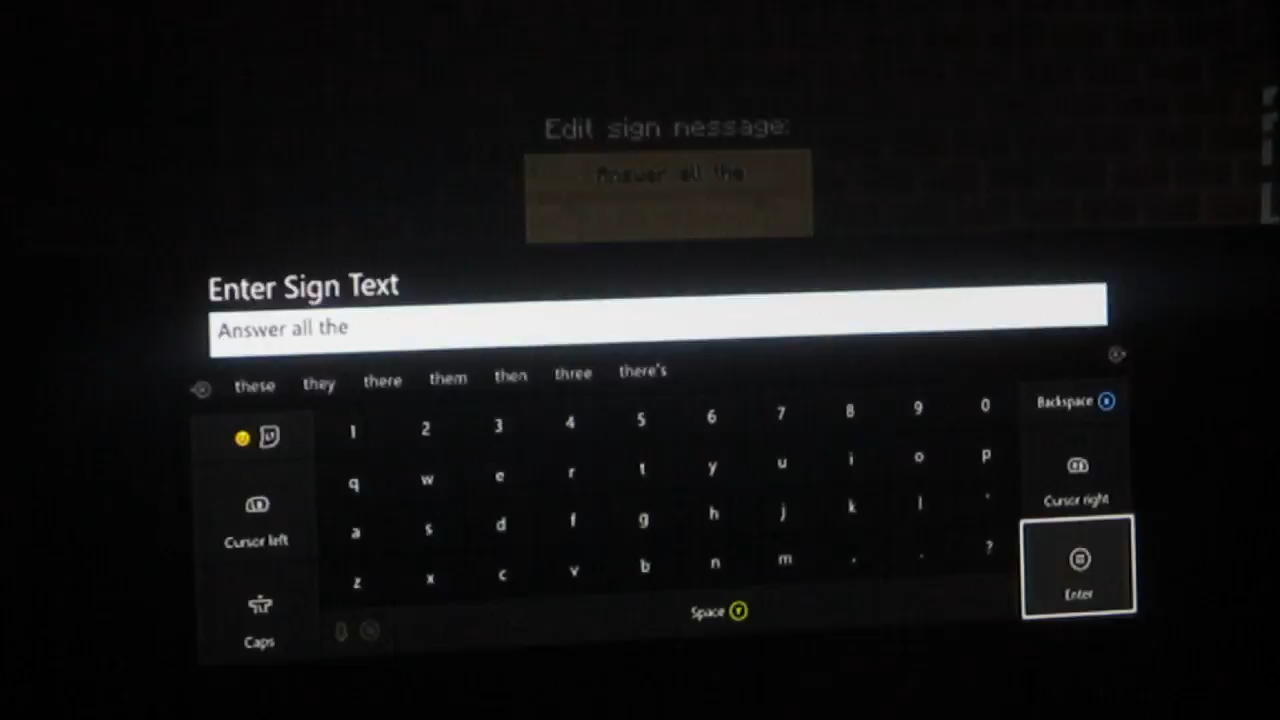 Edit sign message:
Answer all the
Enter Sign Text
Answer all the
these they there them then three there's
1 2 3 4 5 6 7 8 9 0 Backspace
q w e r t y u i o p
Cursor left a s d f g h j k l ' Cursor right
z x c v b n m , . ? Enter
Caps Space